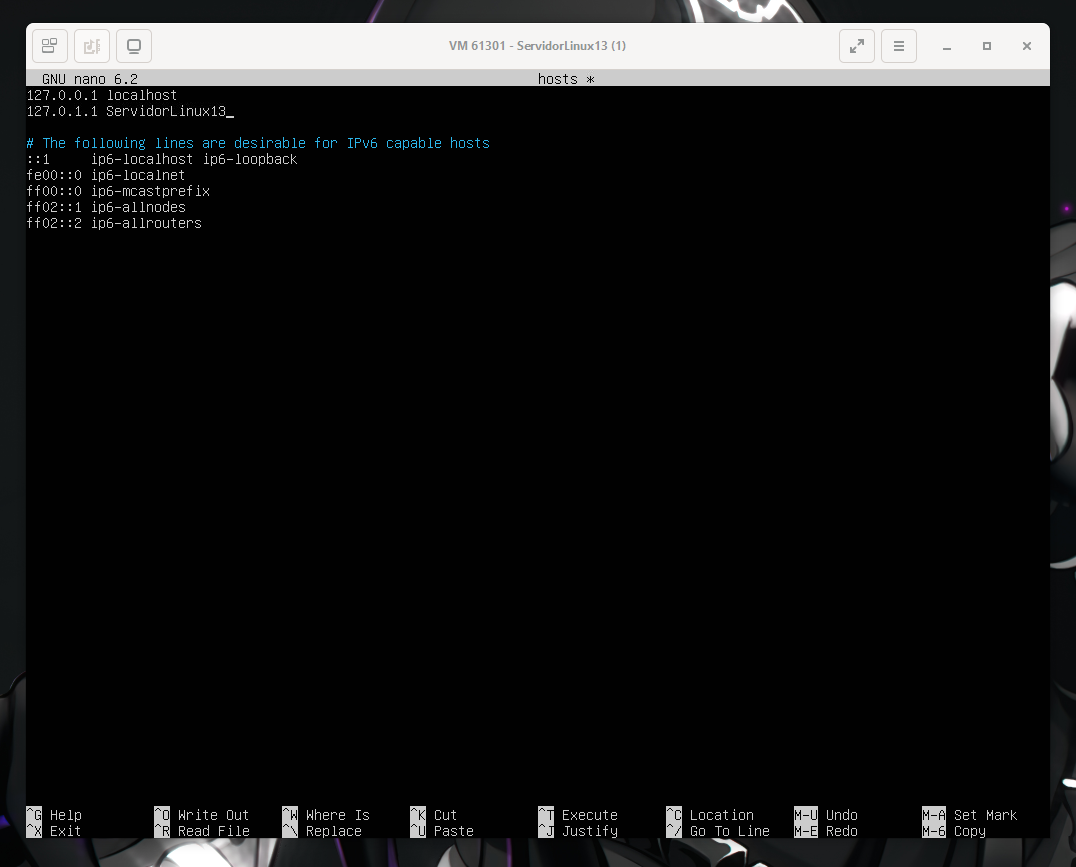 VM 61301 - ServidorLinux13 (1)
GNU nano 6.2 hosts *
127.0.0.1 localhost
127.0.1.1 ServidorLinux13_
# The following lines are desirable for IPv6 capable hosts
::1 ip6-localhost ip6-loopback
fe00::0 ip6-localnet
ff00::0 ip6-mcastprefix
ff02::1 ip6-allnodes
ff02::2 ip6-allrouters
^G Help ^O Write Out ^W Where Is ^K Cut ^T Execute ^C Location M-U Undo M-A Set Mark
^X Exit ^R Read File ^\ Replace ^U Paste ^J Justify ^/ Go To Line M-E Redo M-6 Copy